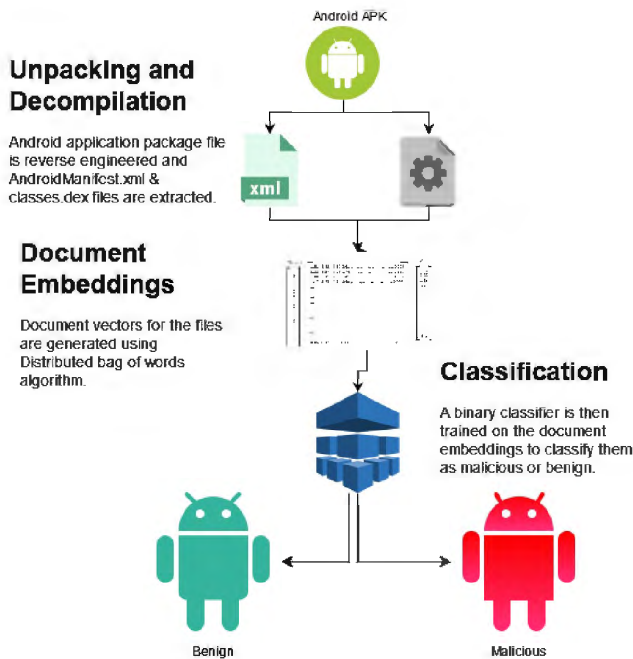 Android APK
Unpacking and
Decompilation
Android application package file
is reverse engineered and
AndroidManifest.xml &
classes.dex files are extracted.
xml
Document
Embeddings
Document vectors for the files
are generated using
Distributed bag of words
algorithm.
Classification
A binary classifier is then
trained on the document
embeddings to classify them
as malicious or benign.
Benign
Malicious